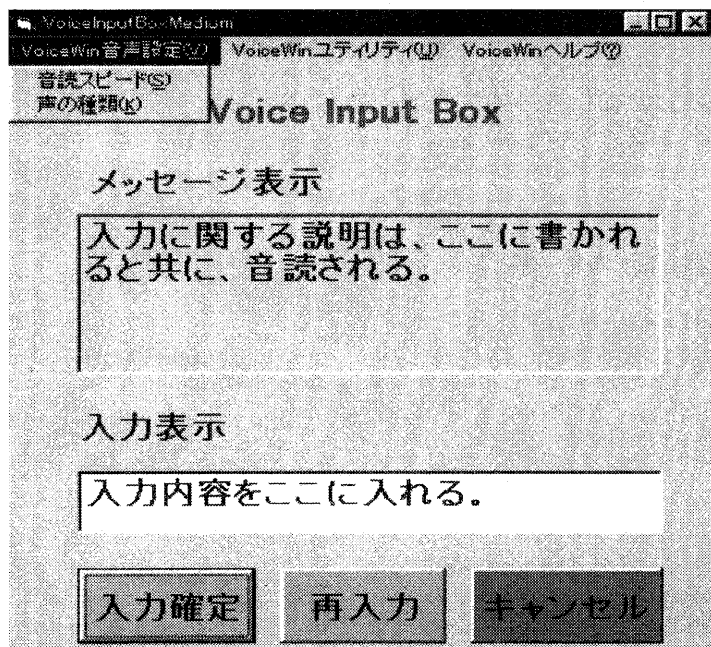 VoiceInputBoxMedium
VoiceWin音声設定(V) VoiceWinユティリティ(U) VoiceWinヘルプ(?)
音読スピード(S)
声の種類(K)
Voice Input Box
メッセージ表示
入力に関する説明は、ここに書かれ
ると共に、音読される。
入力表示
入力内容をここに入れる。
入力確定 再入力 キャンセル